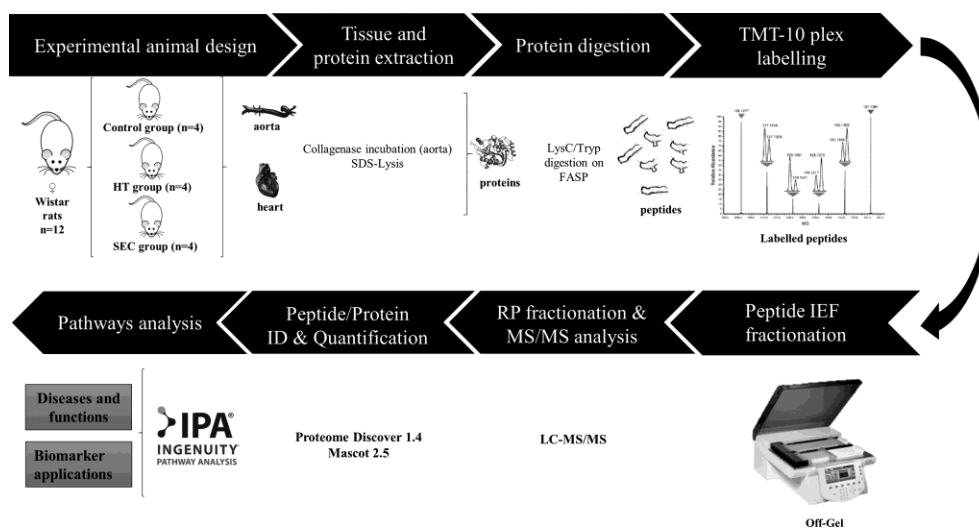 Experimental animal design
Tissue and
protein extraction
Protein digestion
TMT-10 plex
labelling
Control group (n=4)
HT group (n=4)
SEC group (n=4)
♀
Wistar
rats
n=12
aorta
heart
Collagenase incubation (aorta)
SDS-Lysis
proteins
LysC/Tryp
digestion on
FASP
peptides
Labelled peptides
Pathways analysis
Peptide/Protein
ID & Quantification
RP fractionation &
MS/MS analysis
Peptide IEF
fractionation
Diseases and
functions
Biomarker
applications
IPA®
INGENUITY
PATHWAY ANALYSIS
Proteome Discover 1.4
Mascot 2.5
LC-MS/MS
Off-Gel